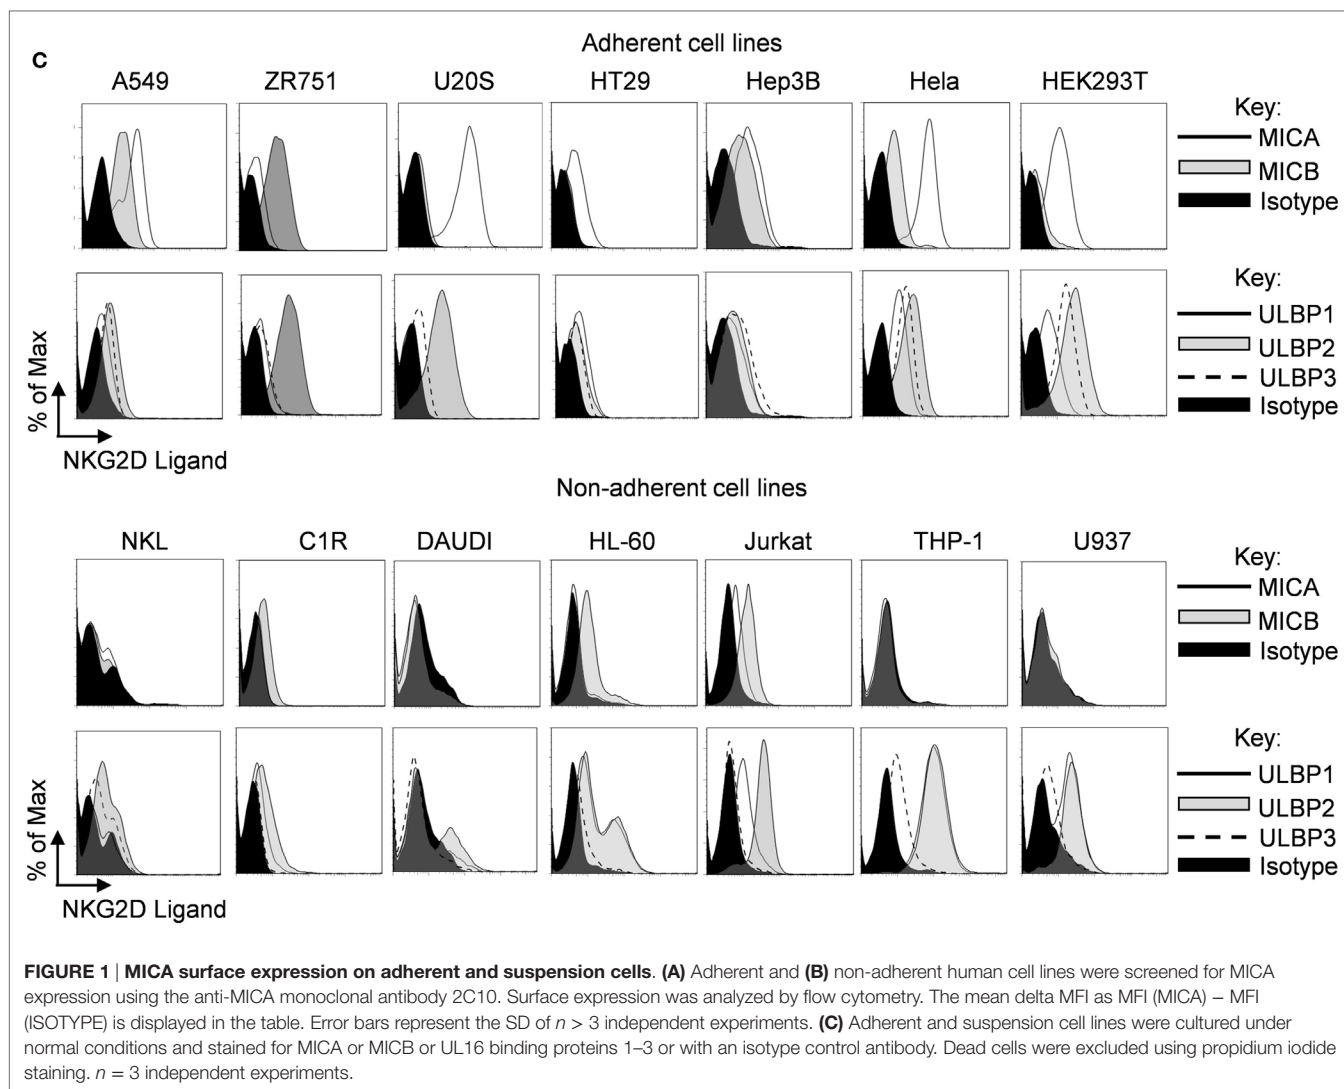 C
Adherent cell lines
A549 ZR751 U20S HT29 Hep3B Hela HEK293T
Key:
MICA
MICB
Isotype
Key:
ULBP1
ULBP2
ULBP3
Isotype
% of Max
NKG2D Ligand
Non-adherent cell lines
NKL C1R DAUDI HL-60 Jurkat THP-1 U937
Key:
MICA
MICB
Isotype
Key:
ULBP1
ULBP2
ULBP3
Isotype
% of Max
NKG2D Ligand
FIGURE 1 | MICA surface expression on adherent and suspension cells. (A) Adherent and (B) non-adherent human cell lines were screened for MICA
expression using the anti-MICA monoclonal antibody 2C10. Surface expression was analyzed by flow cytometry. The mean delta MFI as MFI (MICA) − MFI
(ISOTYPE) is displayed in the table. Error bars represent the SD of n > 3 independent experiments. (C) Adherent and suspension cell lines were cultured under
normal conditions and stained for MICA or MICB or UL16 binding proteins 1–3 or with an isotype control antibody. Dead cells were excluded using propidium iodide
staining. n = 3 independent experiments.